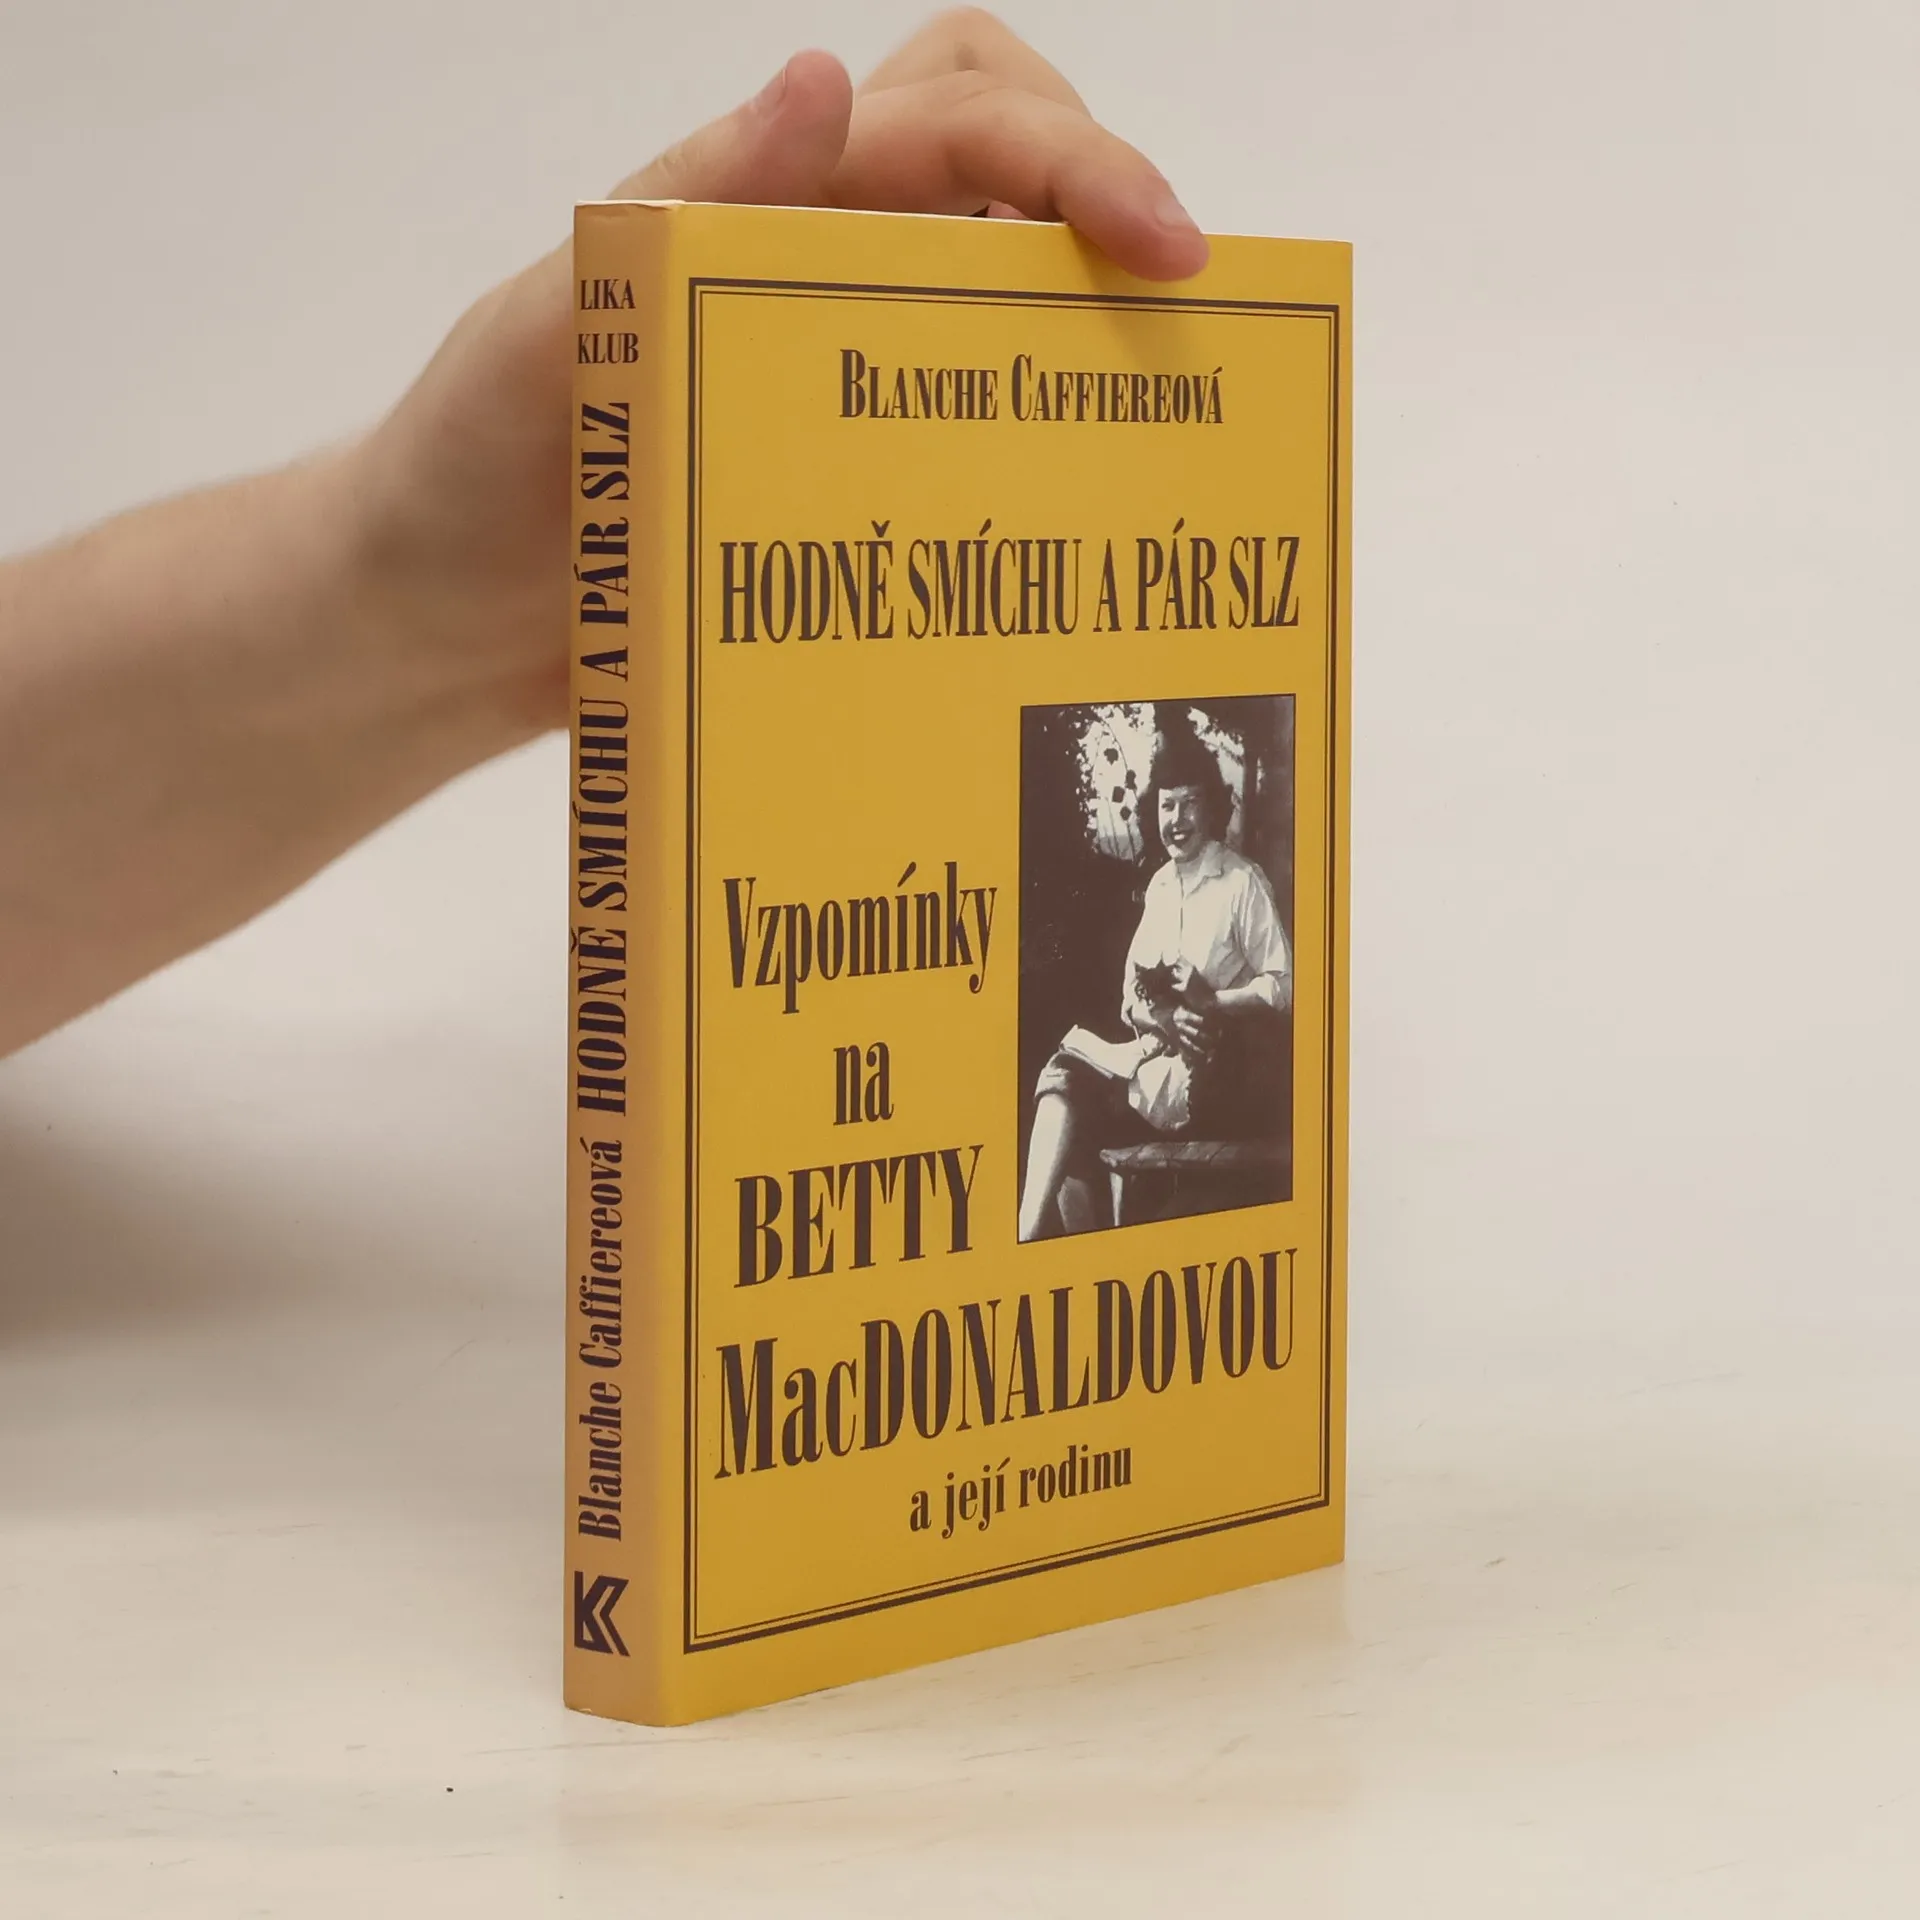 LIKA
KLUB
Blanche Caffiereová HODNĚ SMÍCHU A PÁR SLZ
BLANCHE CAFFIEREOVÁ
HODNĚ SMÍCHU A PÁR SLZ
Vzpomínky
na
BETTY
MacDONALDOVOU
a její rodinu